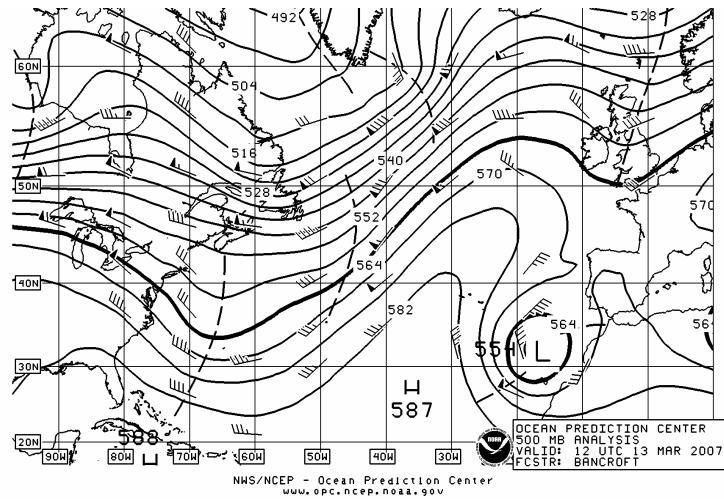 492
528
60N
504
516
540
570
50N
528
552
570
564
40N
582
564
564
554 L
30N
H
587
20N
588
H
90W 80W 70W 60W 50W 40W 30W
NOAA
OCEAN PREDICTION CENTER
500 MB ANALYSIS
VALID: 12 UTC 13 MAR 2007
FCSTR: BANCROFT
NWS/NCEP - Ocean Prediction Center
www.opc.ncep.noaa.gov